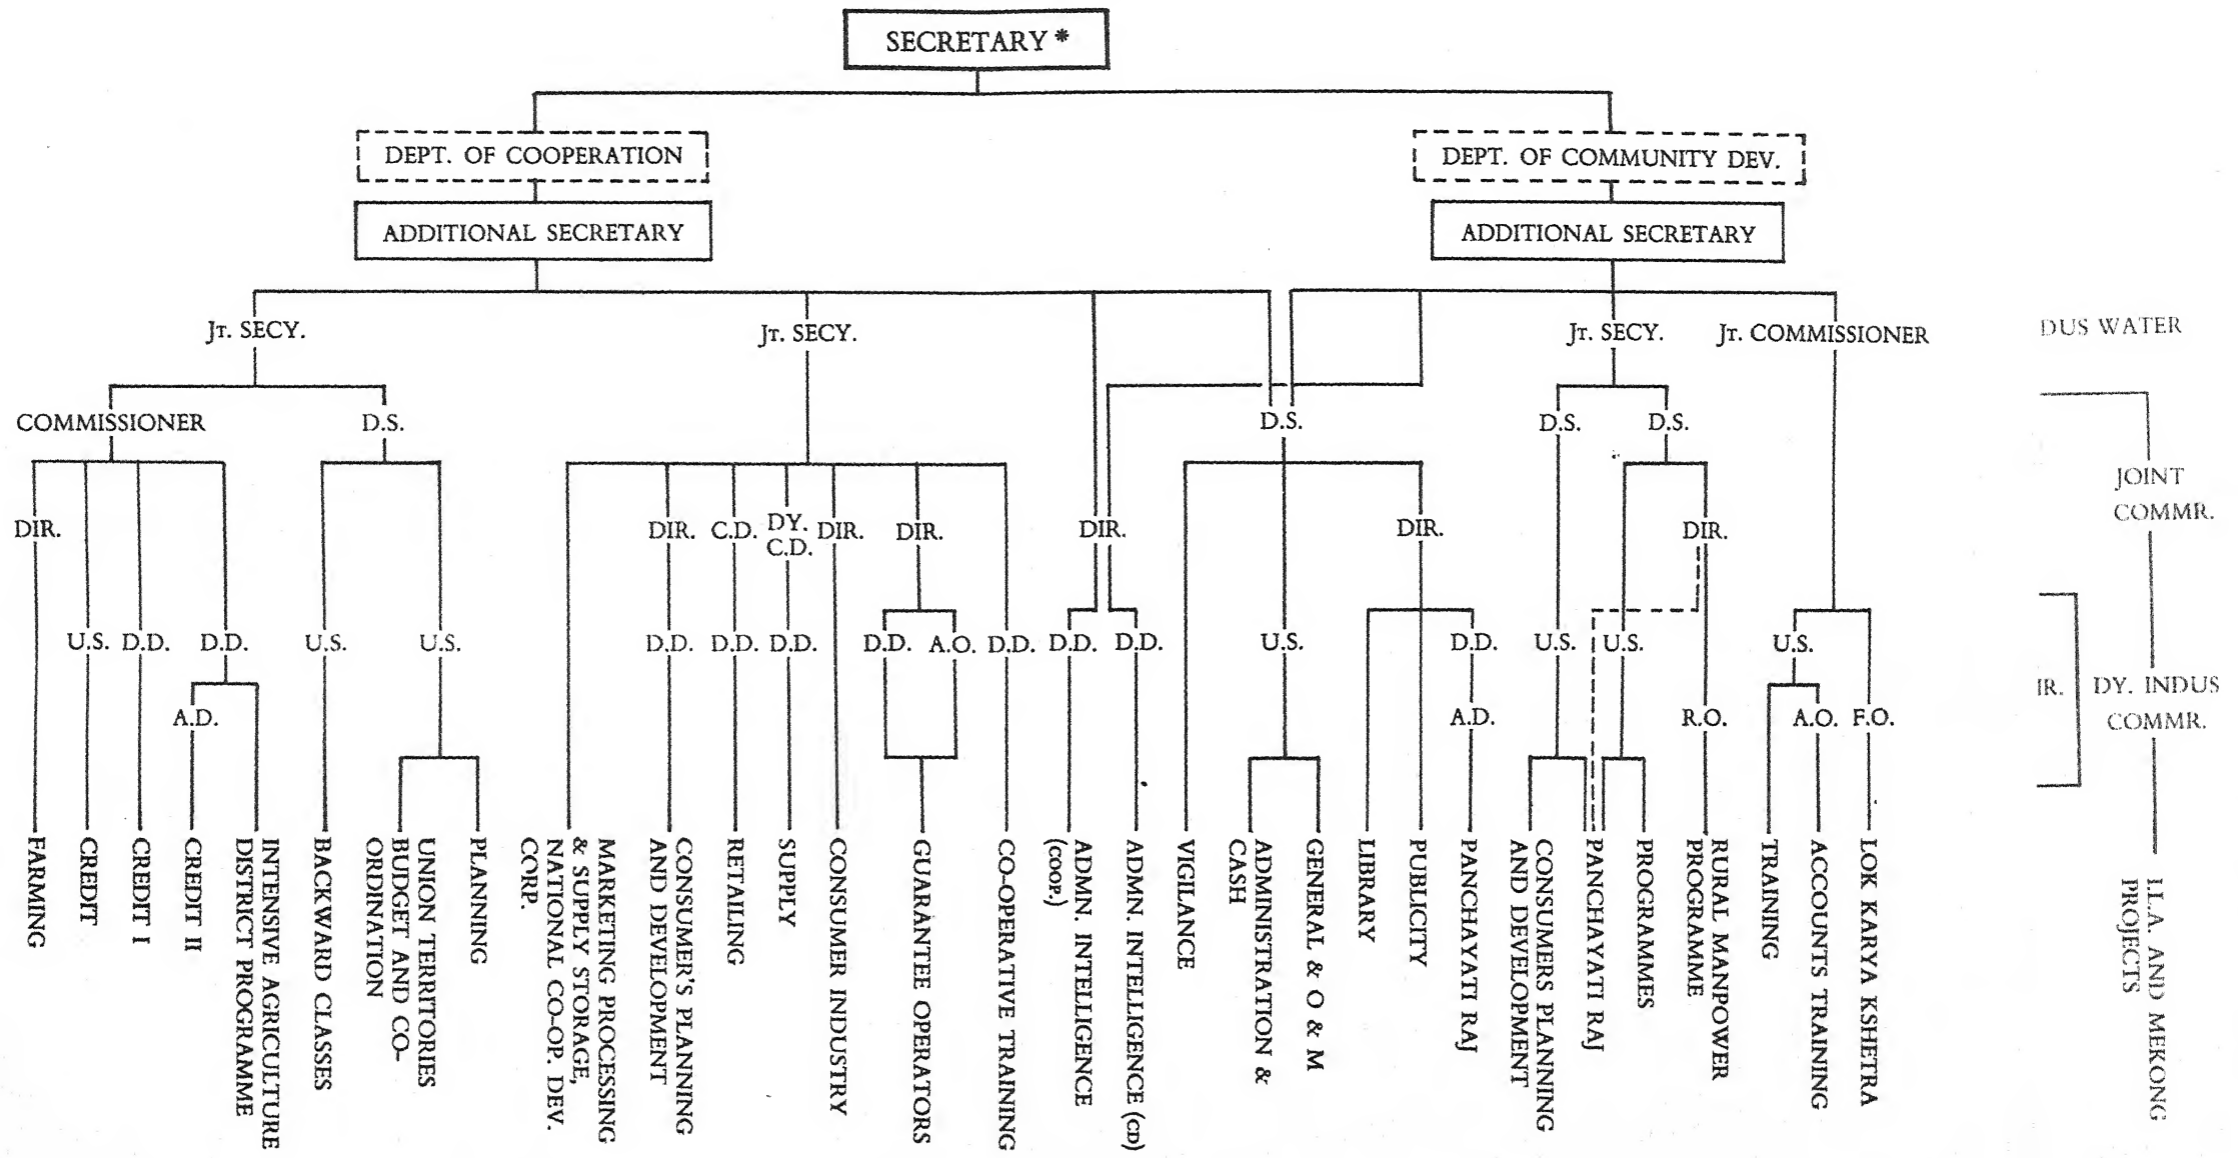 SECRETARY *
DEPT. OF COOPERATION
DEPT. OF COMMUNITY DEV.
ADDITIONAL SECRETARY
ADDITIONAL SECRETARY
JT. SECY.
JT. SECY.
JT. SECY.
JT. COMMISSIONER
DUS WATER
COMMISSIONER
D.S.
D.S.
D.S.
D.S.
JOINT
COMMR.
DIR.
DIR.
C.D.
DY.
C.D.
DIR.
DIR.
DIR.
DIR.
DIR.
U.S.
D.D.
D.D.
U.S.
U.S.
D.D.
D.D.
D.D.
D.D.
A.O.
D.D.
D.D.
D.D.
U.S.
D.D.
U.S.
U.S.
U.S.
IR.
DY. INDUS
COMMR.
A.D.
A.D.
R.O.
A.O.
F.O.
FARMING
CREDIT
CREDIT I
CREDIT II
INTENSIVE AGRICULTURE
DISTRICT PROGRAMME
BACKWARD CLASSES
UNION TERRITORIES
BUDGET AND CO-
ORDINATION
PLANNING
MARKETING PROCESSING
& SUPPLY STORAGE,
NATIONAL CO-OP. DEV.
CORP.
CONSUMER'S PLANNING
AND DEVELOPMENT
RETAILING
SUPPLY
CONSUMER INDUSTRY
GUARANTEE OPERATORS
CO-OPERATIVE TRAINING
ADMN. INTELLIGENCE
(COOP.)
ADMN. INTELLIGENCE (CD)
VIGILANCE
ADMINISTRATION &
CASH
GENERAL & O & M
LIBRARY
PUBLICITY
PANCHAYATI RAJ
CONSUMERS PLANNING
AND DEVELOPMENT
PANCHAYATI RAJ
PROGRAMMES
RURAL MANPOWER
PROGRAMME
TRAINING
ACCOUNTS TRAINING
LOK KARYA KSHETRA
I.L.A. AND MEKONG
PROJECTS